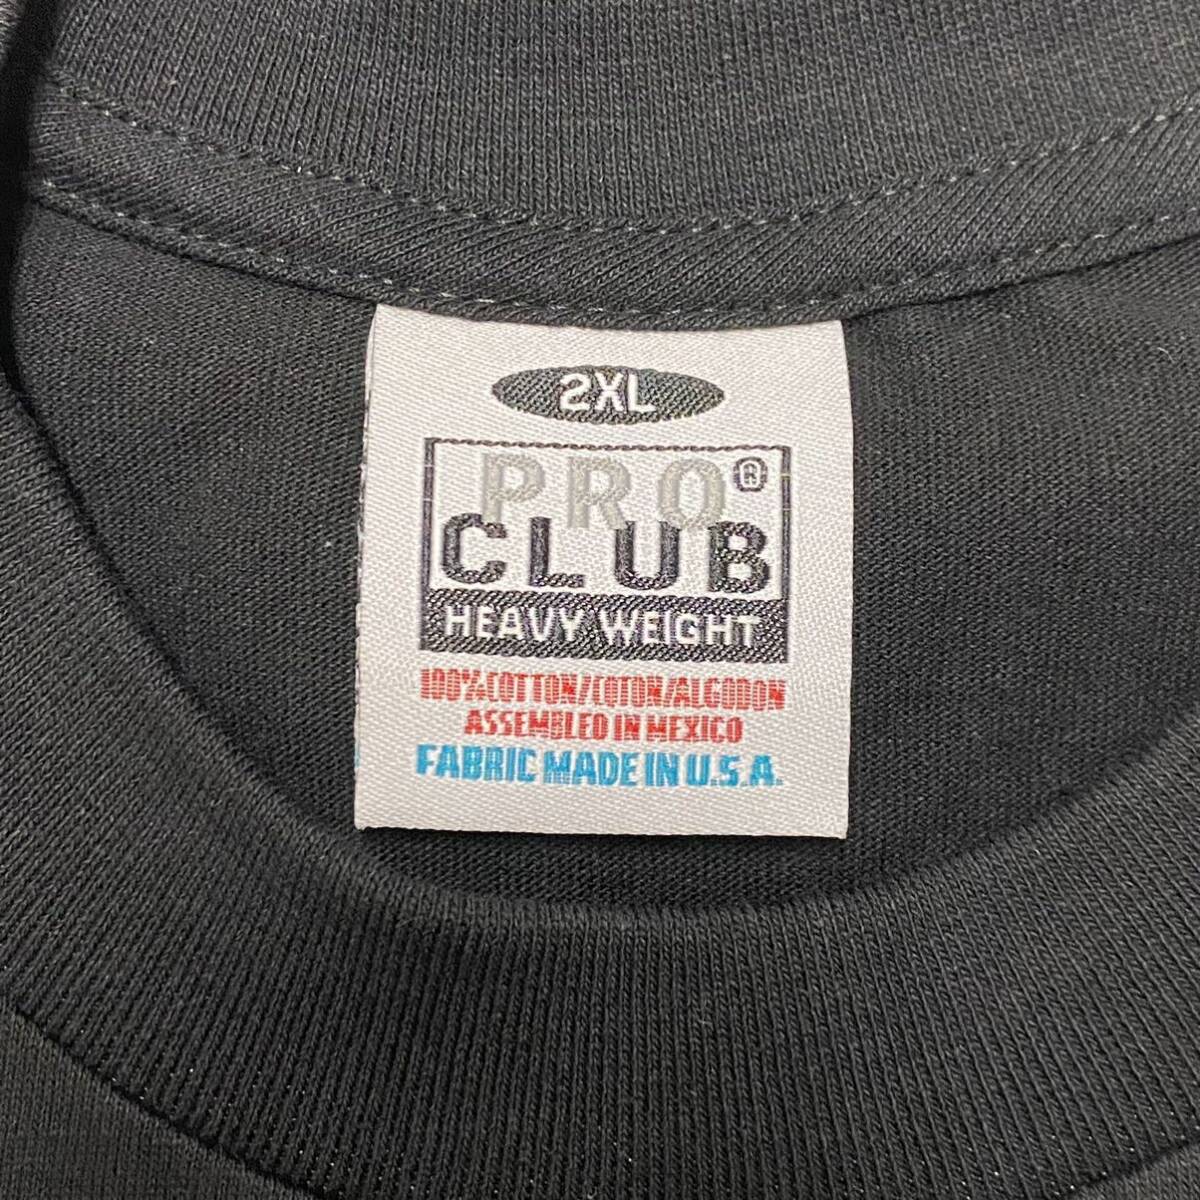 2XL
PRO®
CLUB
HEAVY WEIGHT
100%COTTON/COTON/ALGODON
ASSEMBLED IN MEXICO
FABRIC MADE IN U.S.A.